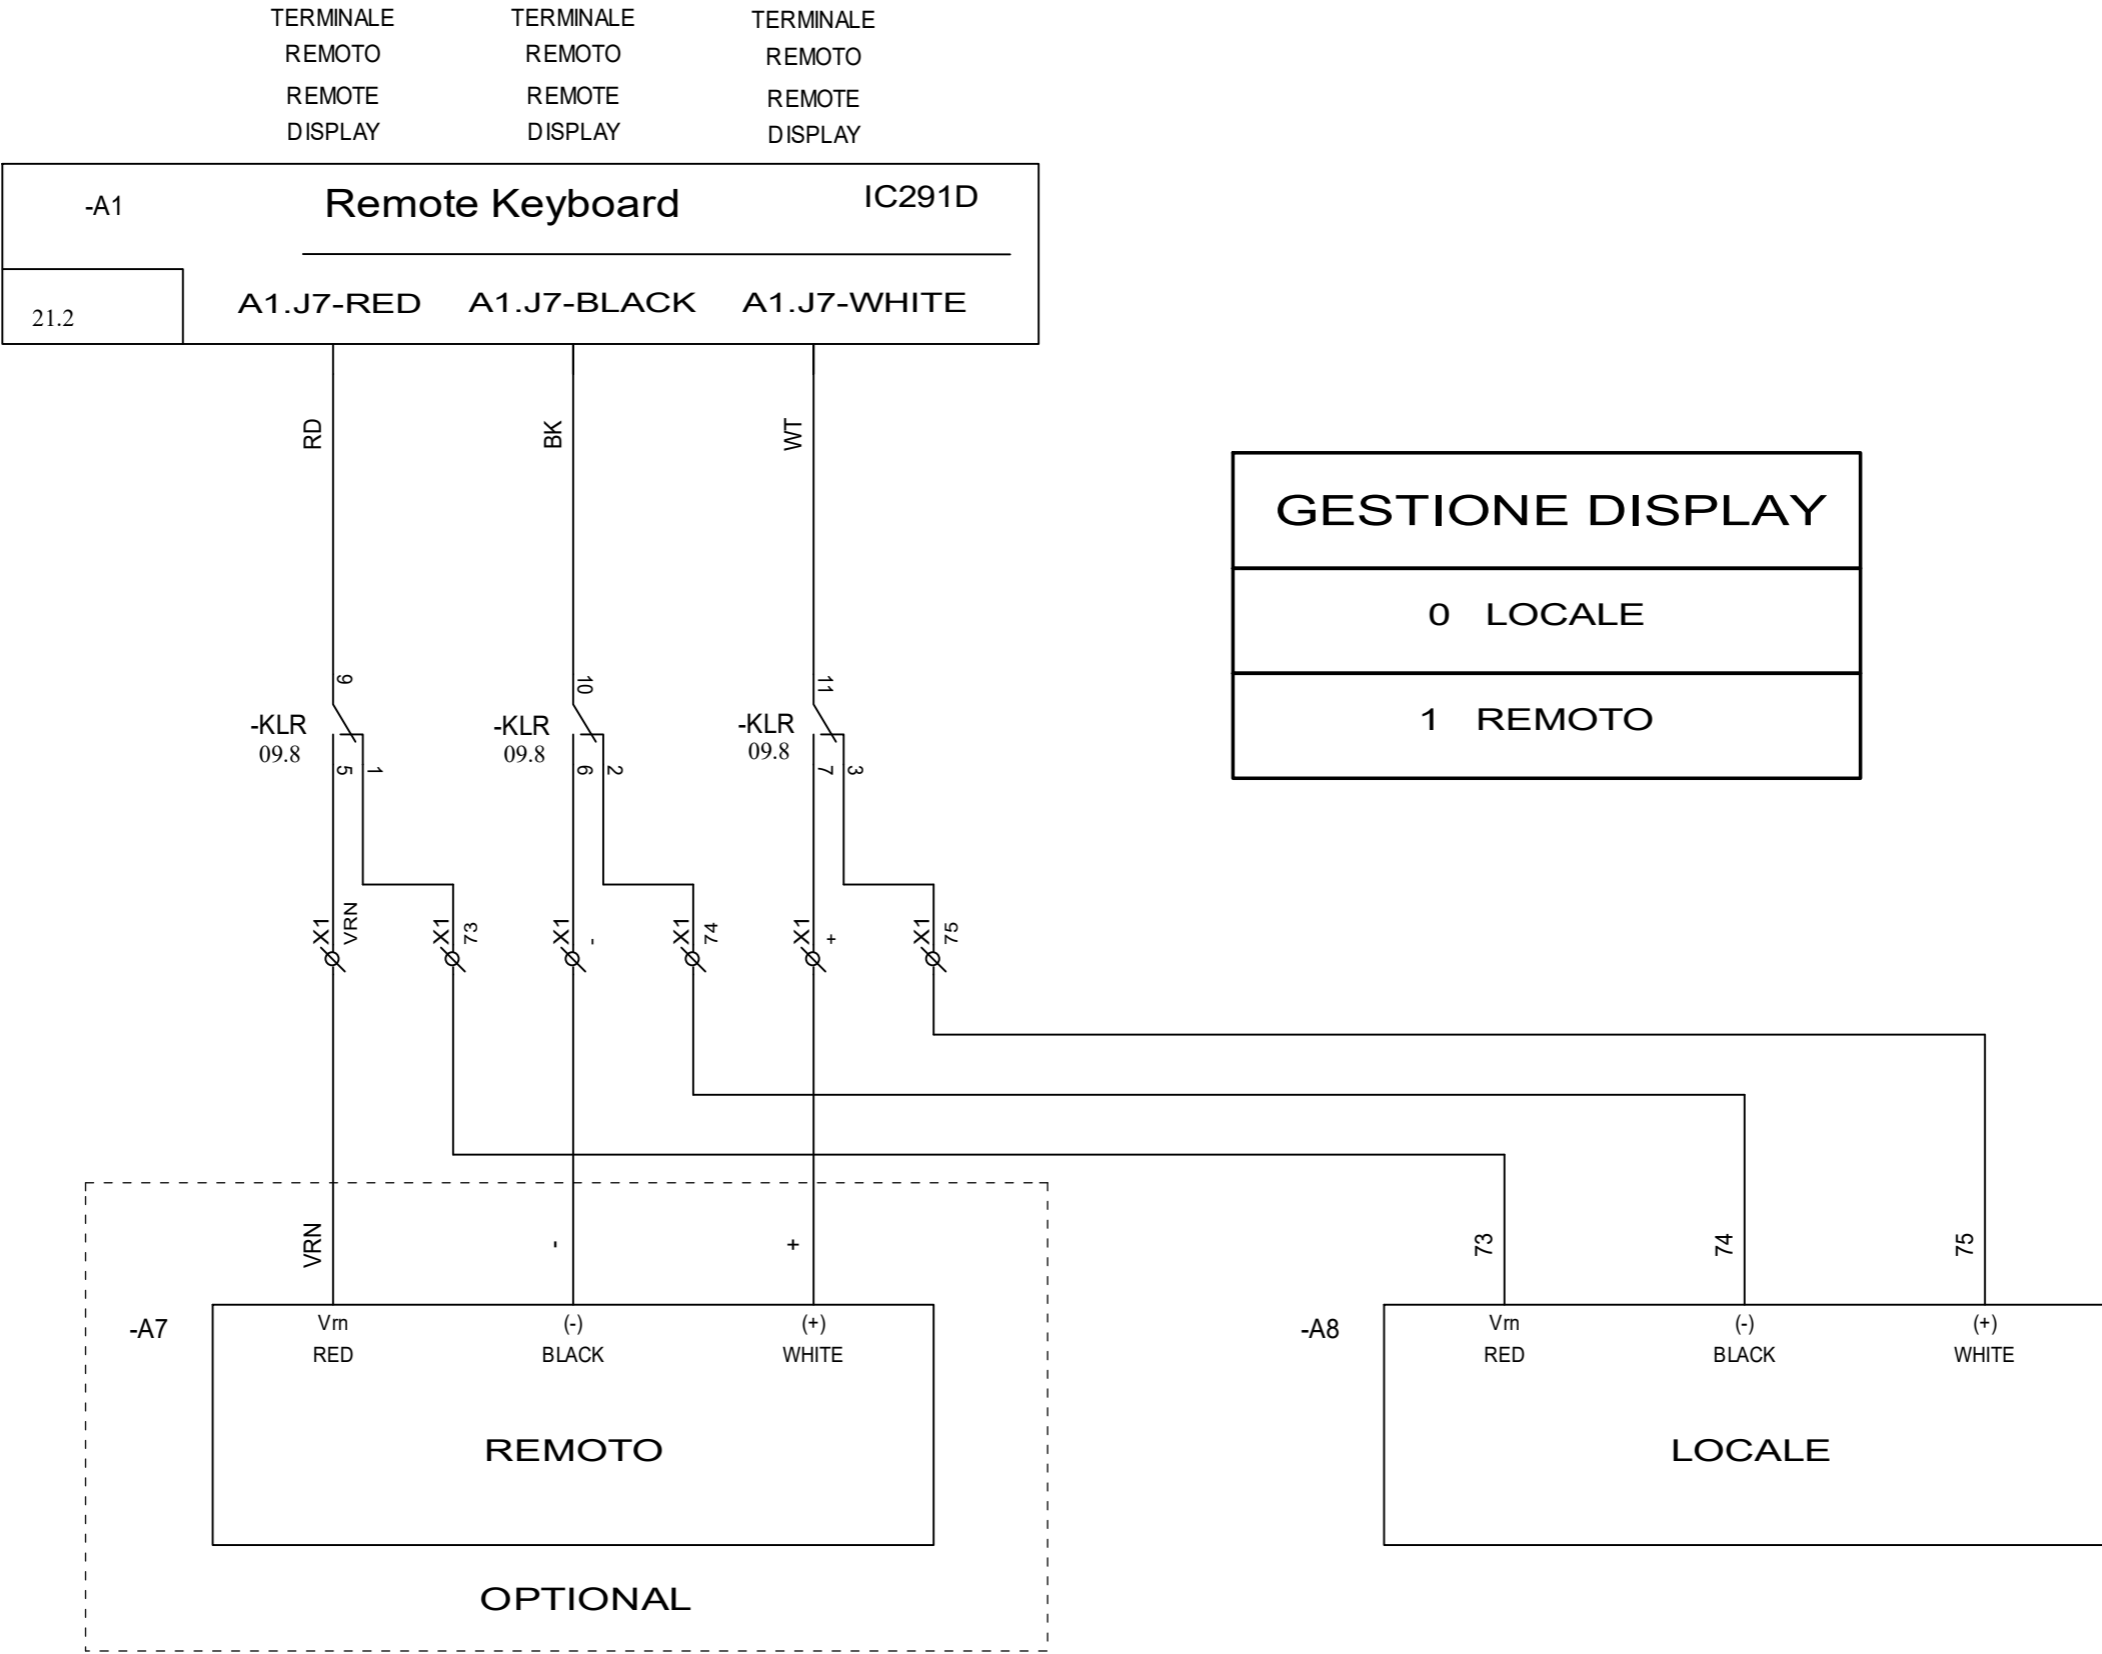 TERMINALE
REMOTO
REMOTE
DISPLAY
TERMINALE
REMOTO
REMOTE
DISPLAY
TERMINALE
REMOTO
REMOTE
DISPLAY
-A1
Remote Keyboard
IC291D
21.2
A1.J7-RED
A1.J7-BLACK
A1.J7-WHITE
RD
BK
WT
GESTIONE DISPLAY
0 LOCALE
1 REMOTO
9
-KLR
09.8
5
1
10
-KLR
09.8
6
2
11
-KLR
09.8
7
3
-X1
VRN
-X1
73
-X1
-
-X1
74
-X1
+
-X1
75
VRN
-
+
73
74
75
-A7
Vrn
RED
(-)
BLACK
(+)
WHITE
REMOTO
OPTIONAL
-A8
Vrn
RED
(-)
BLACK
(+)
WHITE
LOCALE